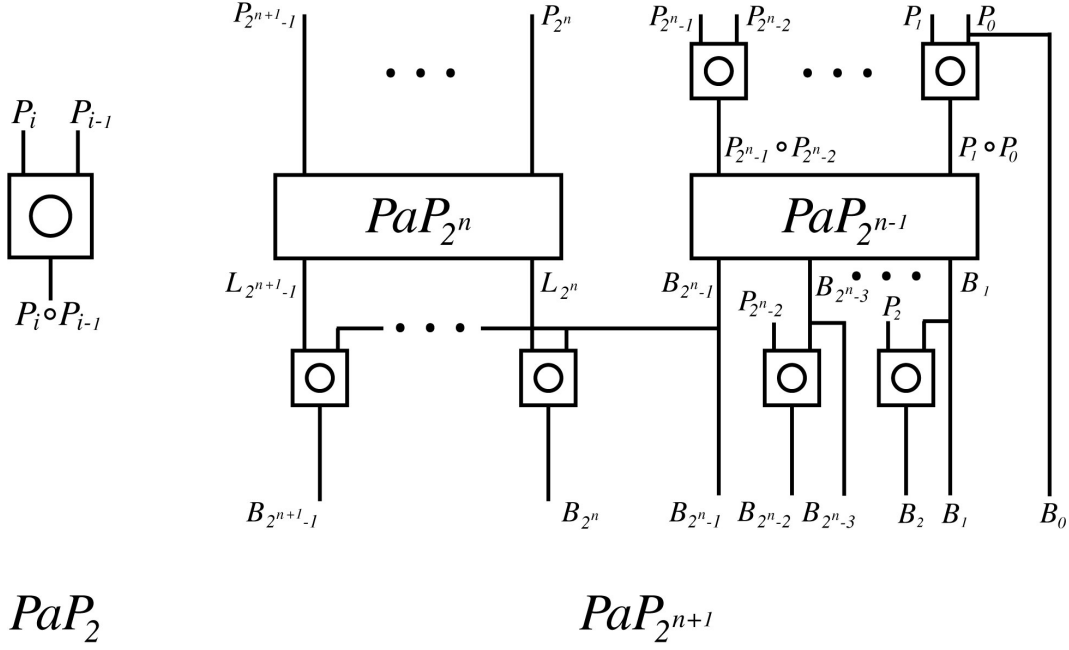 P_{2^{n+1}-1} P_{2^n} P_{2^n-1} P_{2^n-2} P_1 P_0
P_i P_{i-1}
P_{2^n-1} ∘ P_{2^n-2} P_1 ∘ P_0
PaP_{2^n} PaP_{2^{n-1}}
L_{2^{n+1}-1} L_{2^n} B_{2^n-1} B_{2^n-3} B_1
P_i ∘ P_{i-1} P_{2^n-2} P_2
B_{2^{n+1}-1} B_{2^n} B_{2^n-1} B_{2^n-2} B_{2^n-3} B_2 B_1 B_0
PaP_2 PaP_{2^{n+1}}